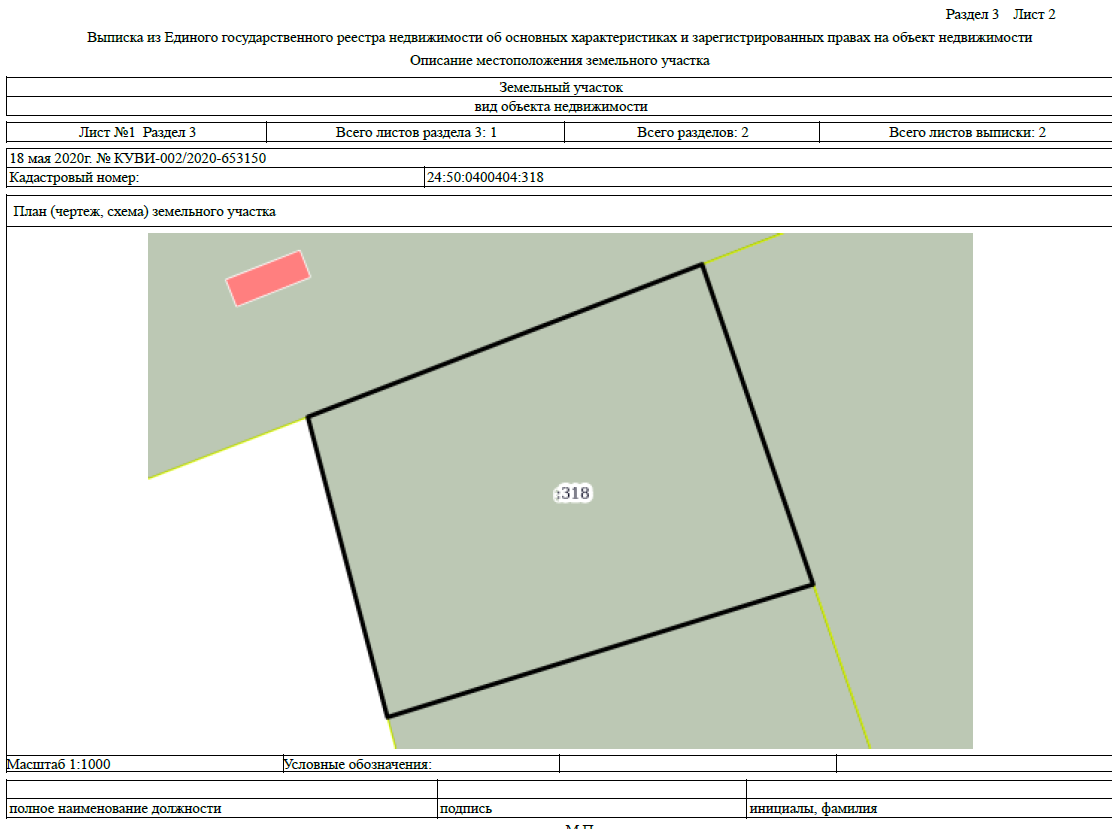 Раздел 3 Лист 2
Выписка из Единого государственного реестра недвижимости об основных характеристиках и зарегистрированных правах на объект недвижимости
Описание местоположения земельного участка
Земельный участок
вид объекта недвижимости
Лист №1 Раздел 3 Всего листов раздела 3: 1 Всего разделов: 2 Всего листов выписки: 2
18 мая 2020г. № КУВИ-002/2020-653150
Кадастровый номер: 24:50:0400404:318
План (чертеж, схема) земельного участка
:318
Масштаб 1:1000 Условные обозначения:
полное наименование должности подпись инициалы, фамилия
М.П.